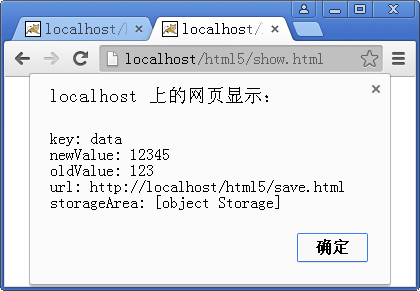 localhost/
localhost/
localhost/html5/show.html
localhost 上的网页显示：
key: data
newValue: 12345
oldValue: 123
url: http://localhost/html5/save.html
storageArea: [object Storage]
确定